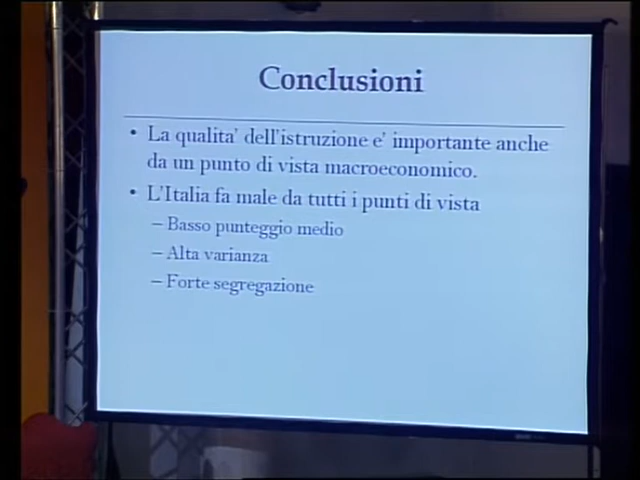 Conclusioni
• La qualita' dell'istruzione e' importante anche
da un punto di vista macroeconomico.
• L'Italia fa male da tutti i punti di vista
– Basso punteggio medio
– Alta varianza
– Forte segregazione